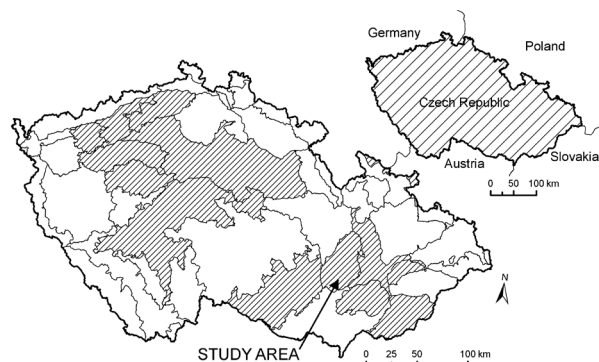 Germany
Poland
Czech Republic
Austria
Slovakia
0 50 100 km
N
STUDY AREA
0 25 50 100 km